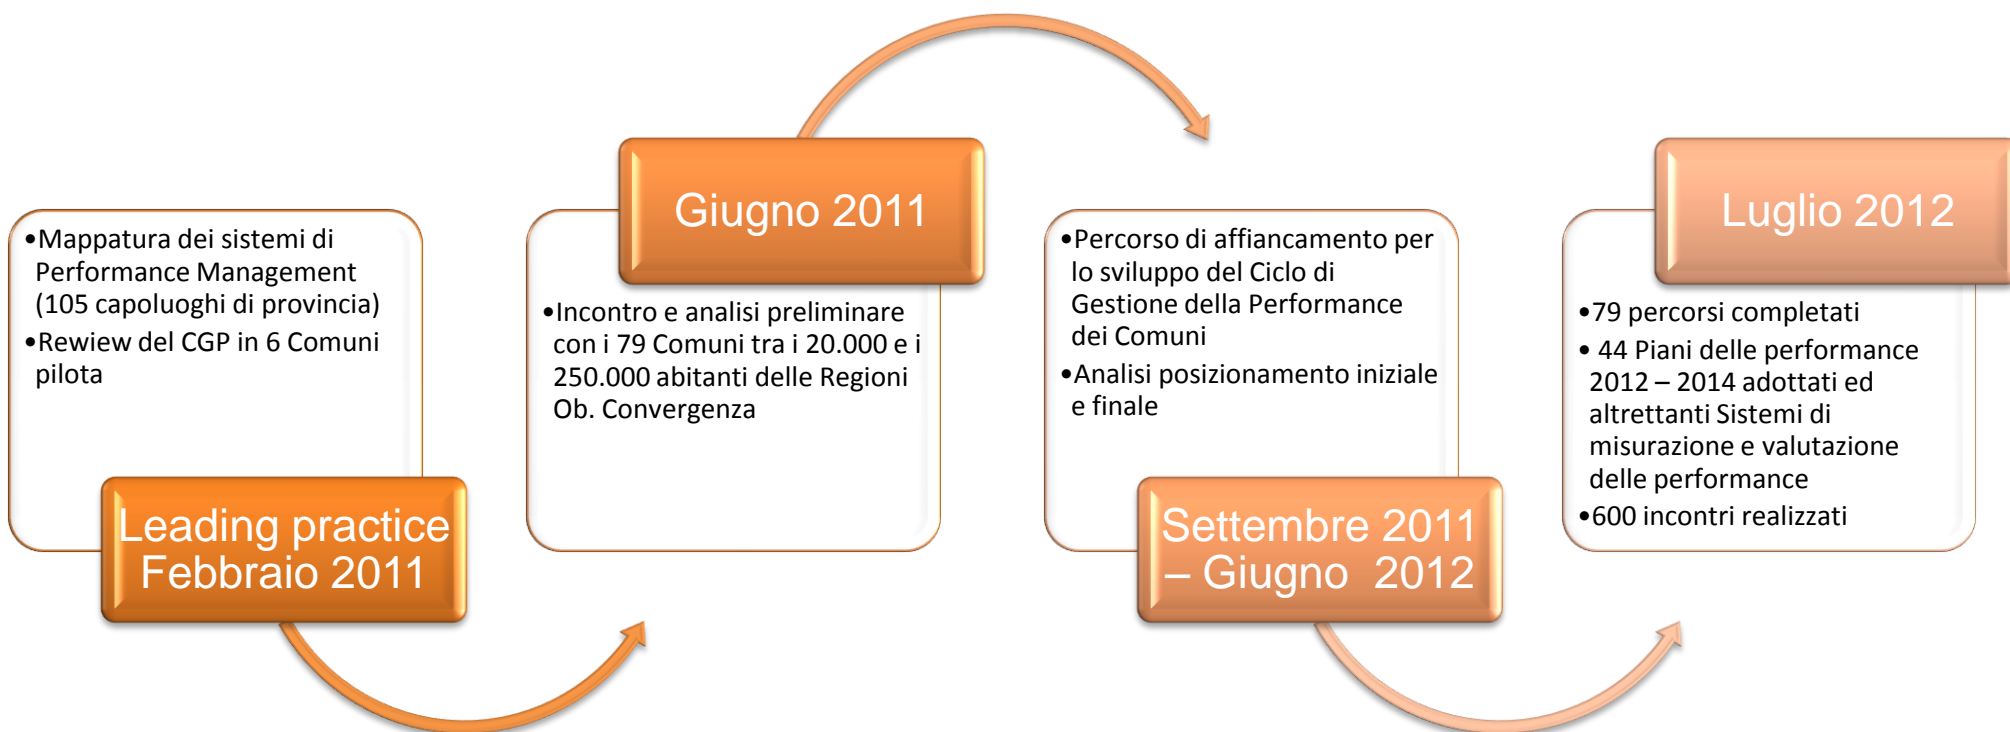 •Mappatura dei sistemi di
Performance Management
(105 capoluoghi di provincia)
•Rewiew del CGP in 6 Comuni
pilota
Leading practice
Febbraio 2011
Giugno 2011
•Incontro e analisi preliminare
con i 79 Comuni tra i 20.000 e i
250.000 abitanti delle Regioni
Ob. Convergenza
•Percorso di affiancamento per
lo sviluppo del Ciclo di
Gestione della Performance
dei Comuni
•Analisi posizionamento iniziale
e finale
Settembre 2011
– Giugno 2012
Luglio 2012
•79 percorsi completati
• 44 Piani delle performance
2012 – 2014 adottati ed
altrettanti Sistemi di
misurazione e valutazione
delle performance
•600 incontri realizzati